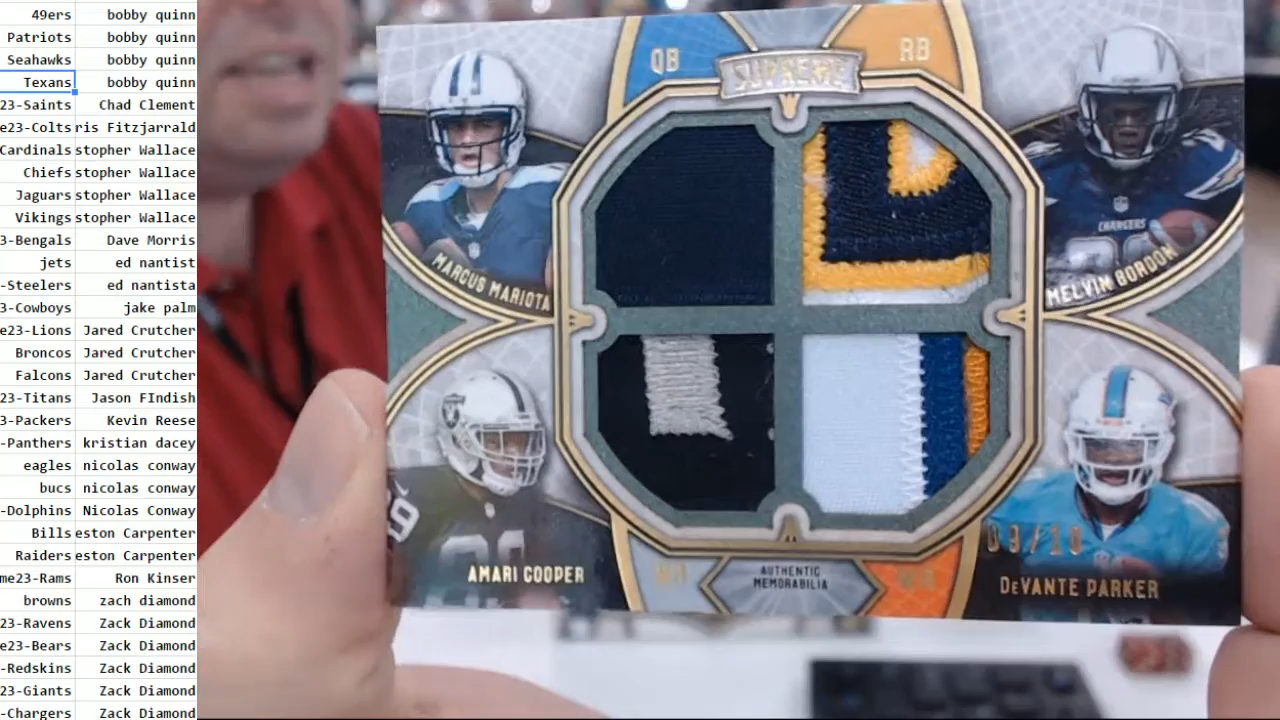 49ers bobby quinn
Patriots bobby quinn
Seahawks bobby quinn
Texans bobby quinn
23-Saints Chad Clement
e23-Colts ris Fitzjarrald
Cardinals stopher Wallace
Chiefs stopher Wallace
Jaguars stopher Wallace
Vikings stopher Wallace
3-Bengals Dave Morris
jets ed nantist
-Steelers ed nantista
3-Cowboys jake palm
e23-Lions Jared Crutcher
Broncos Jared Crutcher
Falcons Jared Crutcher
23-Titans Jason FIndish
3-Packers Kevin Reese
-Panthers kristian dacey
eagles nicolas conway
bucs nicolas conway
-Dolphins Nicolas Conway
Bills eston Carpenter
Raiders eston Carpenter
me23-Rams Ron Kinser
browns zach diamond
23-Ravens Zack Diamond
e23-Bears Zack Diamond
-Redskins Zack Diamond
23-Giants Zack Diamond
-Chargers Zack Diamond
QB
SUPREME
RB
MARCUS MARIOTA
CHARGERS
MELVIN GORDON
AMARI COOPER
WR
AUTHENTIC
MEMORABILIA
WR
09/10
DeVANTE PARKER